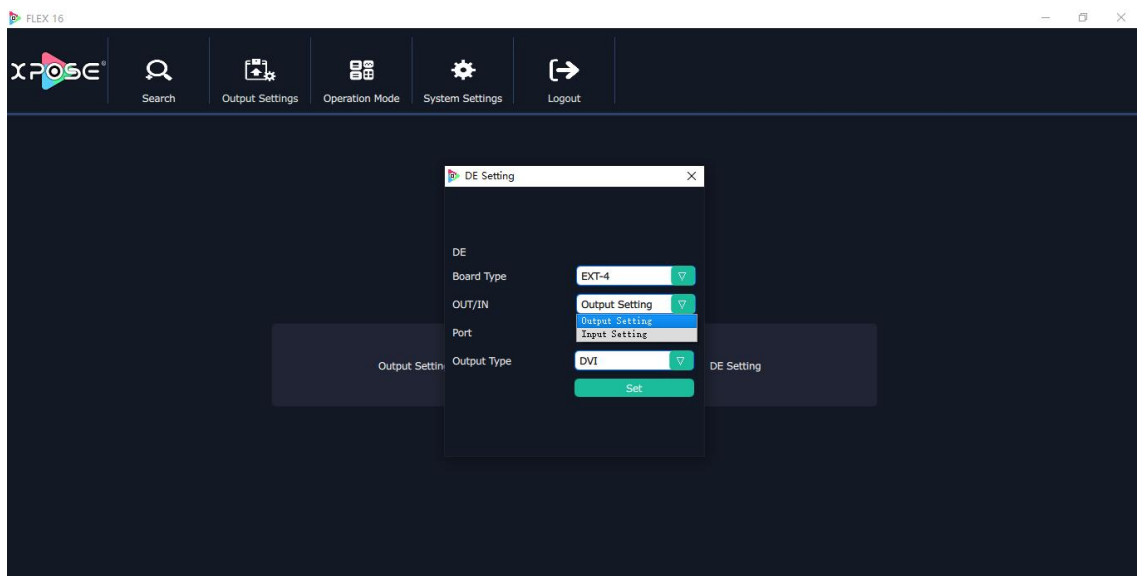 FLEX 16
XPOSE®
Search
Output Settings
Operation Mode
System Settings
Logout
DE Setting
DE
Board Type
EXT-4
OUT/IN
Output Setting
Output Setting
Input Setting
Port
Output Settin
Output Type
DVI
DE Setting
Set